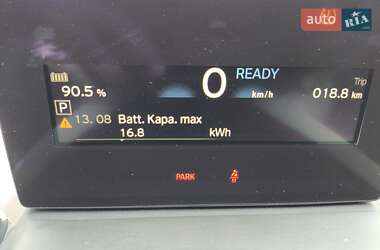 auto RIA.com
0 READY
Trip
90.5 % km/h 018.8 km
P
13. 08 Batt. Kapa. max
16.8 kWh
PARK